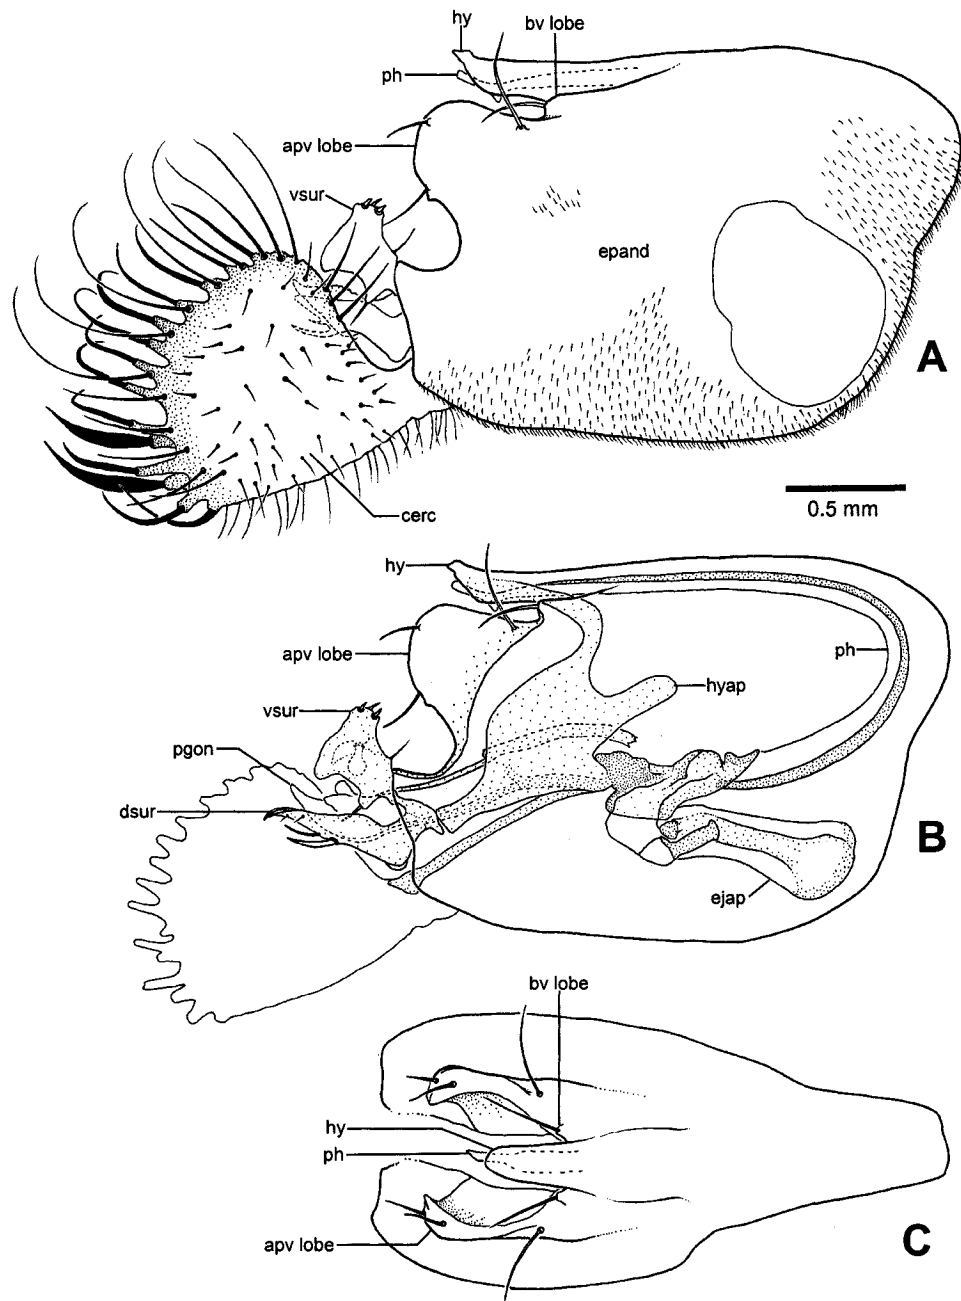 hy
bv lobe
ph
apv lobe
vsur
epand
A
0.5 mm
cerc
hy
apv lobe
ph
hyap
vsur
pgon
dsur
B
ejap
bv lobe
hy
ph
apv lobe
C